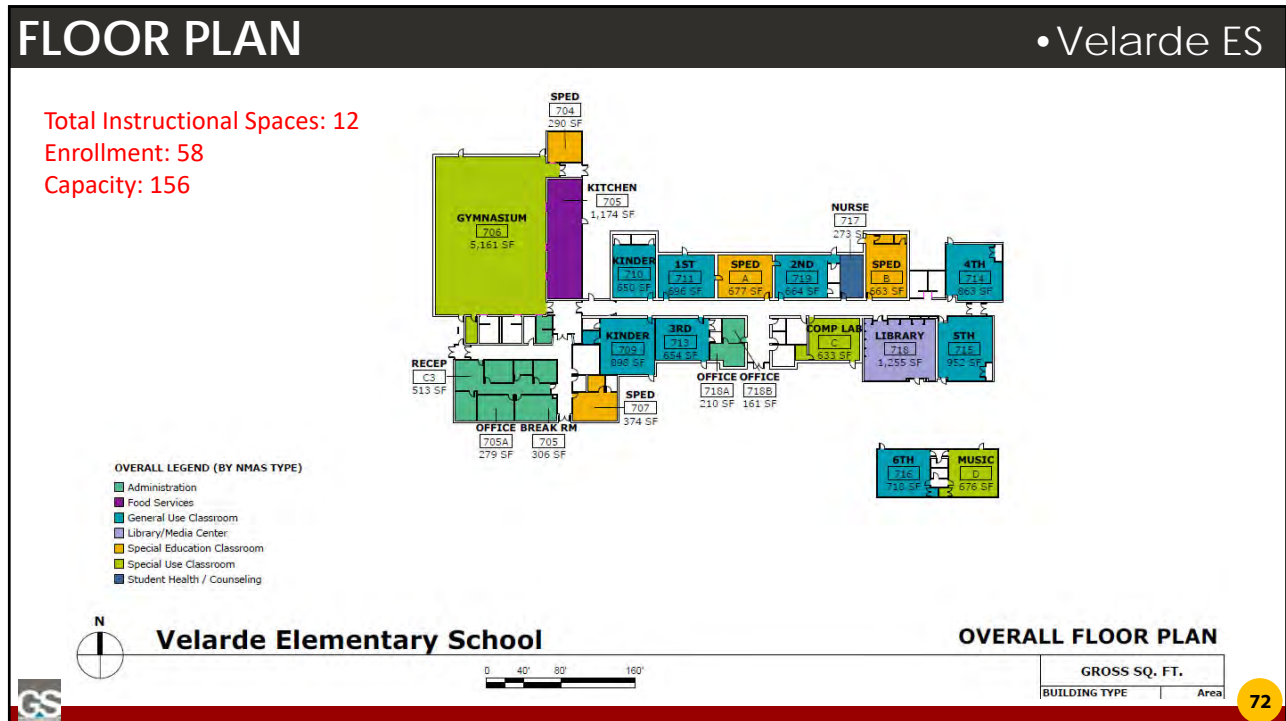 FLOOR PLAN
•Velarde ES
Total Instructional Spaces: 12
Enrollment: 58
Capacity: 156
SPED
704
290 SF
KITCHEN
705
1,174 SF
GYMNASIUM
706
5,161 SF
NURSE
717
273 SF
KINDER
710
650 SF
1ST
711
696 SF
SPED
A
677 SF
2ND
719
664 SF
SPED
B
663 SF
4TH
714
863 SF
KINDER
709
898 SF
3RD
713
654 SF
COMP LAB
C
633 SF
LIBRARY
718
1,255 SF
5TH
715
952 SF
RECEP
C3
513 SF
OFFICE
718A
210 SF
OFFICE
718B
161 SF
SPED
707
374 SF
OFFICE
705A
279 SF
BREAK RM
705
306 SF
6TH
716
718 SF
MUSIC
D
676 SF
OVERALL LEGEND (BY NMAS TYPE)
Administration
Food Services
General Use Classroom
Library/Media Center
Special Education Classroom
Special Use Classroom
Student Health / Counseling
N
Velarde Elementary School
0 40' 80' 160'
OVERALL FLOOR PLAN
GROSS SQ. FT.
BUILDING TYPE Area
GS
72